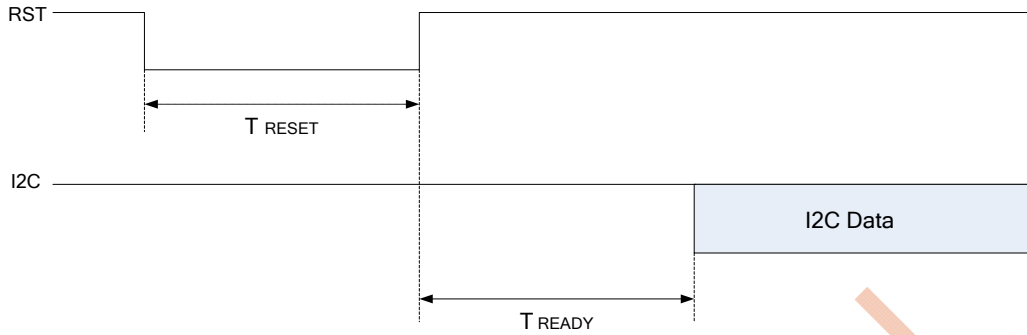 RST
T RESET
I2C
I2C Data
T READY